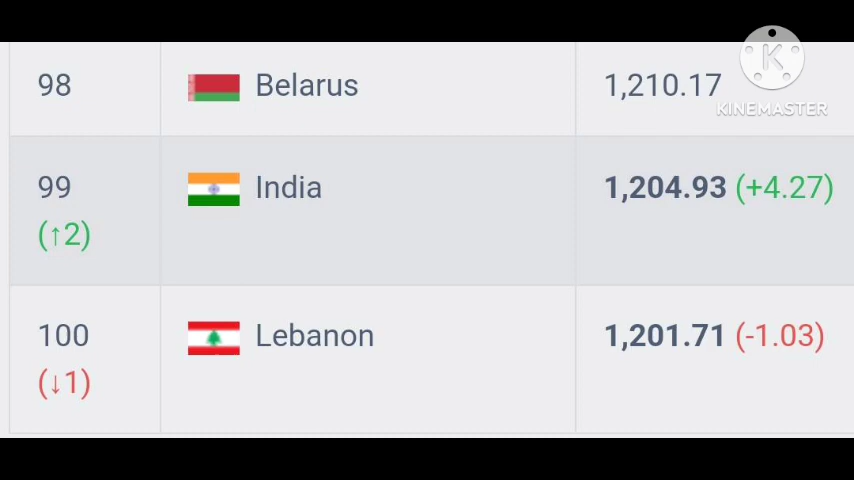 98 Belarus 1,210.17
K
KINEMASTER
99 India 1,204.93 (+4.27)
(↑2)
100 Lebanon 1,201.71 (-1.03)
(↓1)